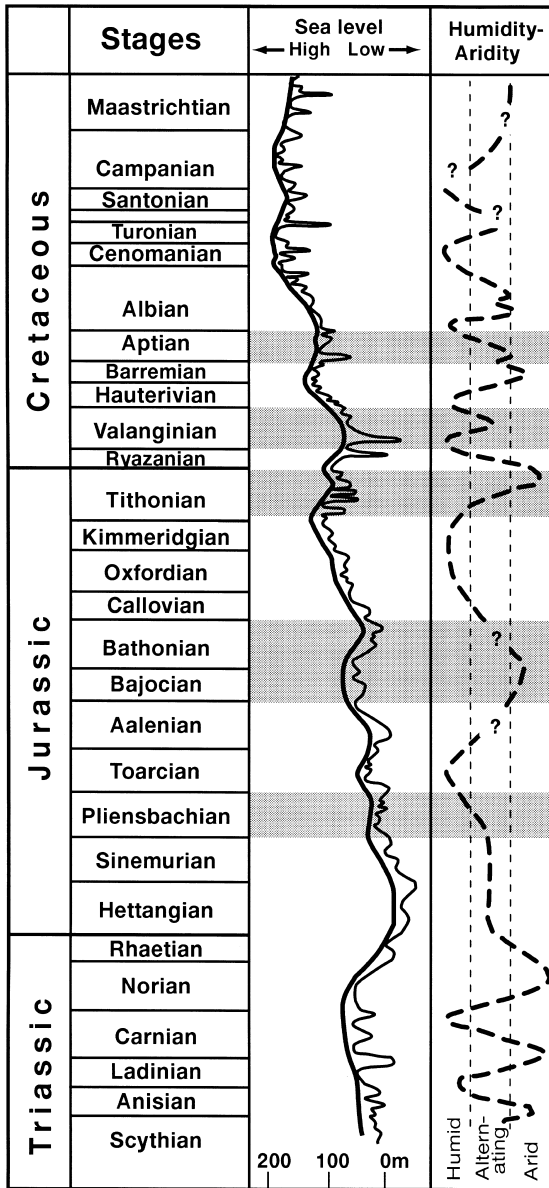 Stages
Sea level
High Low
Humidity-
Aridity
Cretaceous
Maastrichtian
Campanian
Santonian
Turonian
Cenomanian
Albian
Aptian
Barremian
Hauterivian
Valanginian
Ryazanian
Jurassic
Tithonian
Kimmeridgian
Oxfordian
Callovian
Bathonian
Bajocian
Aalenian
Toarcian
Pliensbachian
Sinemurian
Hettangian
Triassic
Rhaetian
Norian
Carnian
Ladinian
Anisian
Scythian
?
?
?
?
?
200 100 0m
Humid
Altern-
ating
Arid